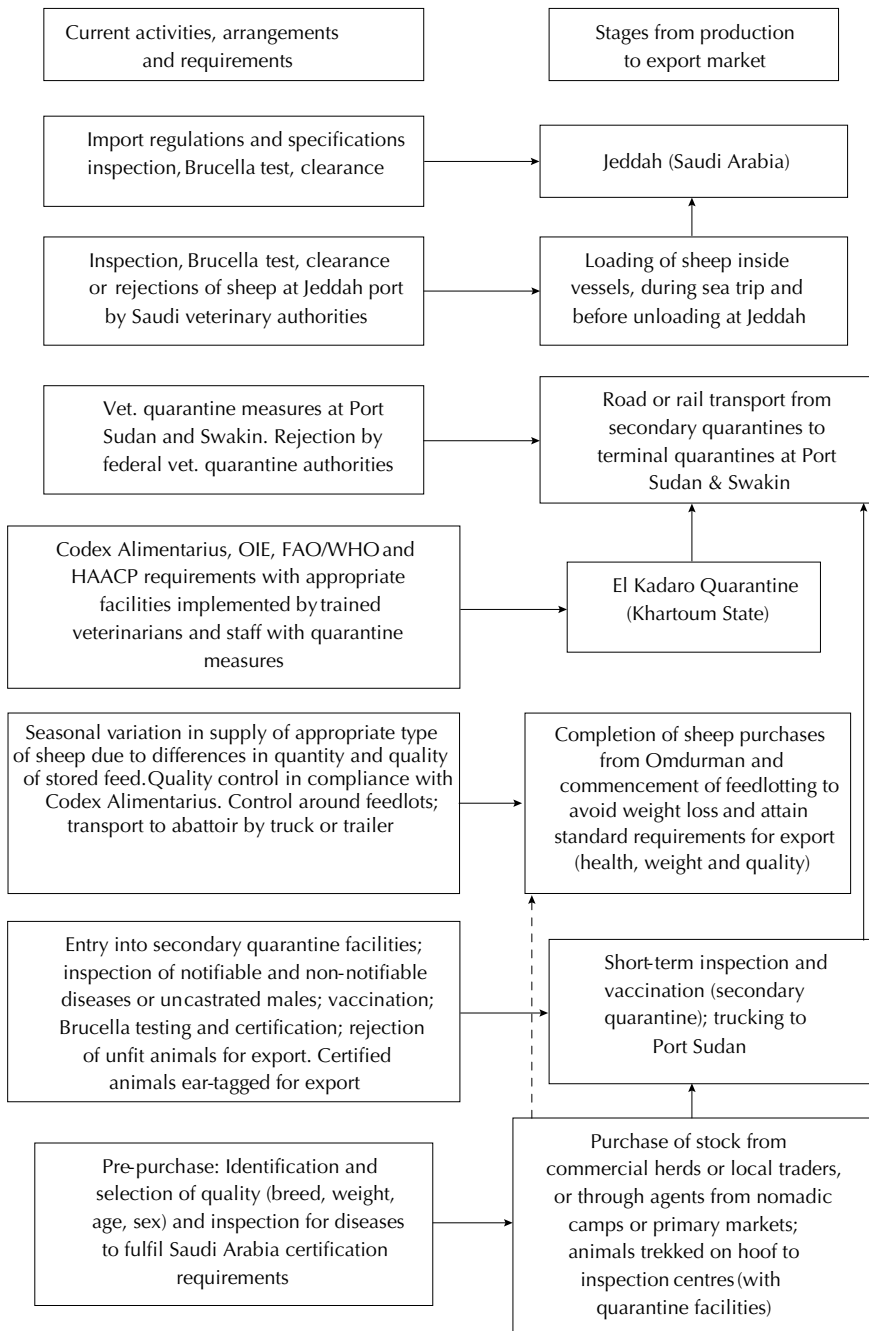 Current activities, arrangements
and requirements
Stages from production
to export market
Import regulations and specifications
inspection, Brucella test, clearance
Jeddah (Saudi Arabia)
Inspection, Brucella test, clearance
or rejections of sheep at Jeddah port
by Saudi veterinary authorities
Loading of sheep inside
vessels, during sea trip and
before unloading at Jeddah
Vet. quarantine measures at Port
Sudan and Swakin. Rejection by
federal vet. quarantine authorities
Road or rail transport from
secondary quarantines to
terminal quarantines at Port
Sudan & Swakin
Codex Alimentarius, OIE, FAO/WHO and
HAACP requirements with appropriate
facilities implemented by trained
veterinarians and staff with quarantine
measures
El Kadaro Quarantine
(Khartoum State)
Seasonal variation in supply of appropriate type
of sheep due to differences in quantity and quality
of stored feed. Quality control in compliance with
Codex Alimentarius. Control around feedlots;
transport to abattoir by truck or trailer
Completion of sheep purchases
from Omdurman and
commencement of feedlotting to
avoid weight loss and attain
standard requirements for export
(health, weight and quality)
Entry into secondary quarantine facilities;
inspection of notifiable and non-notifiable
diseases or uncastrated males; vaccination;
Brucella testing and certification; rejection
of unfit animals for export. Certified
animals ear-tagged for export
Short-term inspection and
vaccination (secondary
quarantine); trucking to
Port Sudan
Pre-purchase: Identification and
selection of quality (breed, weight,
age, sex) and inspection for diseases
to fulfil Saudi Arabia certification
requirements
Purchase of stock from
commercial herds or local traders,
or through agents from nomadic
camps or primary markets;
animals trekked on hoof to
inspection centres (with
quarantine facilities)